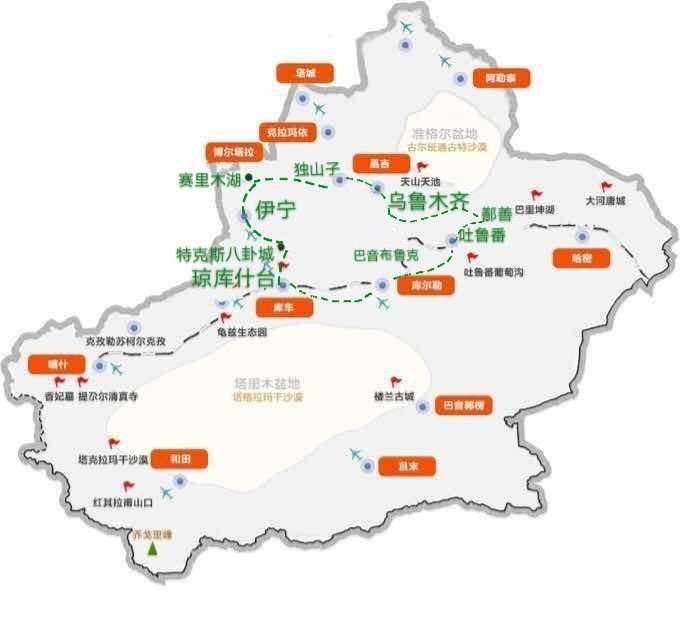 塔城
阿勒泰
克拉玛依
准格尔盆地
古尔班通古特沙漠
博尔塔拉
昌吉
独山子
天山天池
赛里木湖
大河唐城
乌鲁木齐
巴里坤湖
伊宁
鄯善
吐鲁番
特克斯八卦城
巴音布鲁克
哈密
吐鲁番葡萄沟
琼库什台
库尔勒
库车
龟兹生态园
克孜勒苏柯尔克孜
喀什
塔里木盆地
塔格拉玛干沙漠
香妃墓
提尕尔清真寺
楼兰古城
巴音郭楞
塔克拉玛干沙漠
和田
且末
红其拉甫山口
乔戈里峰